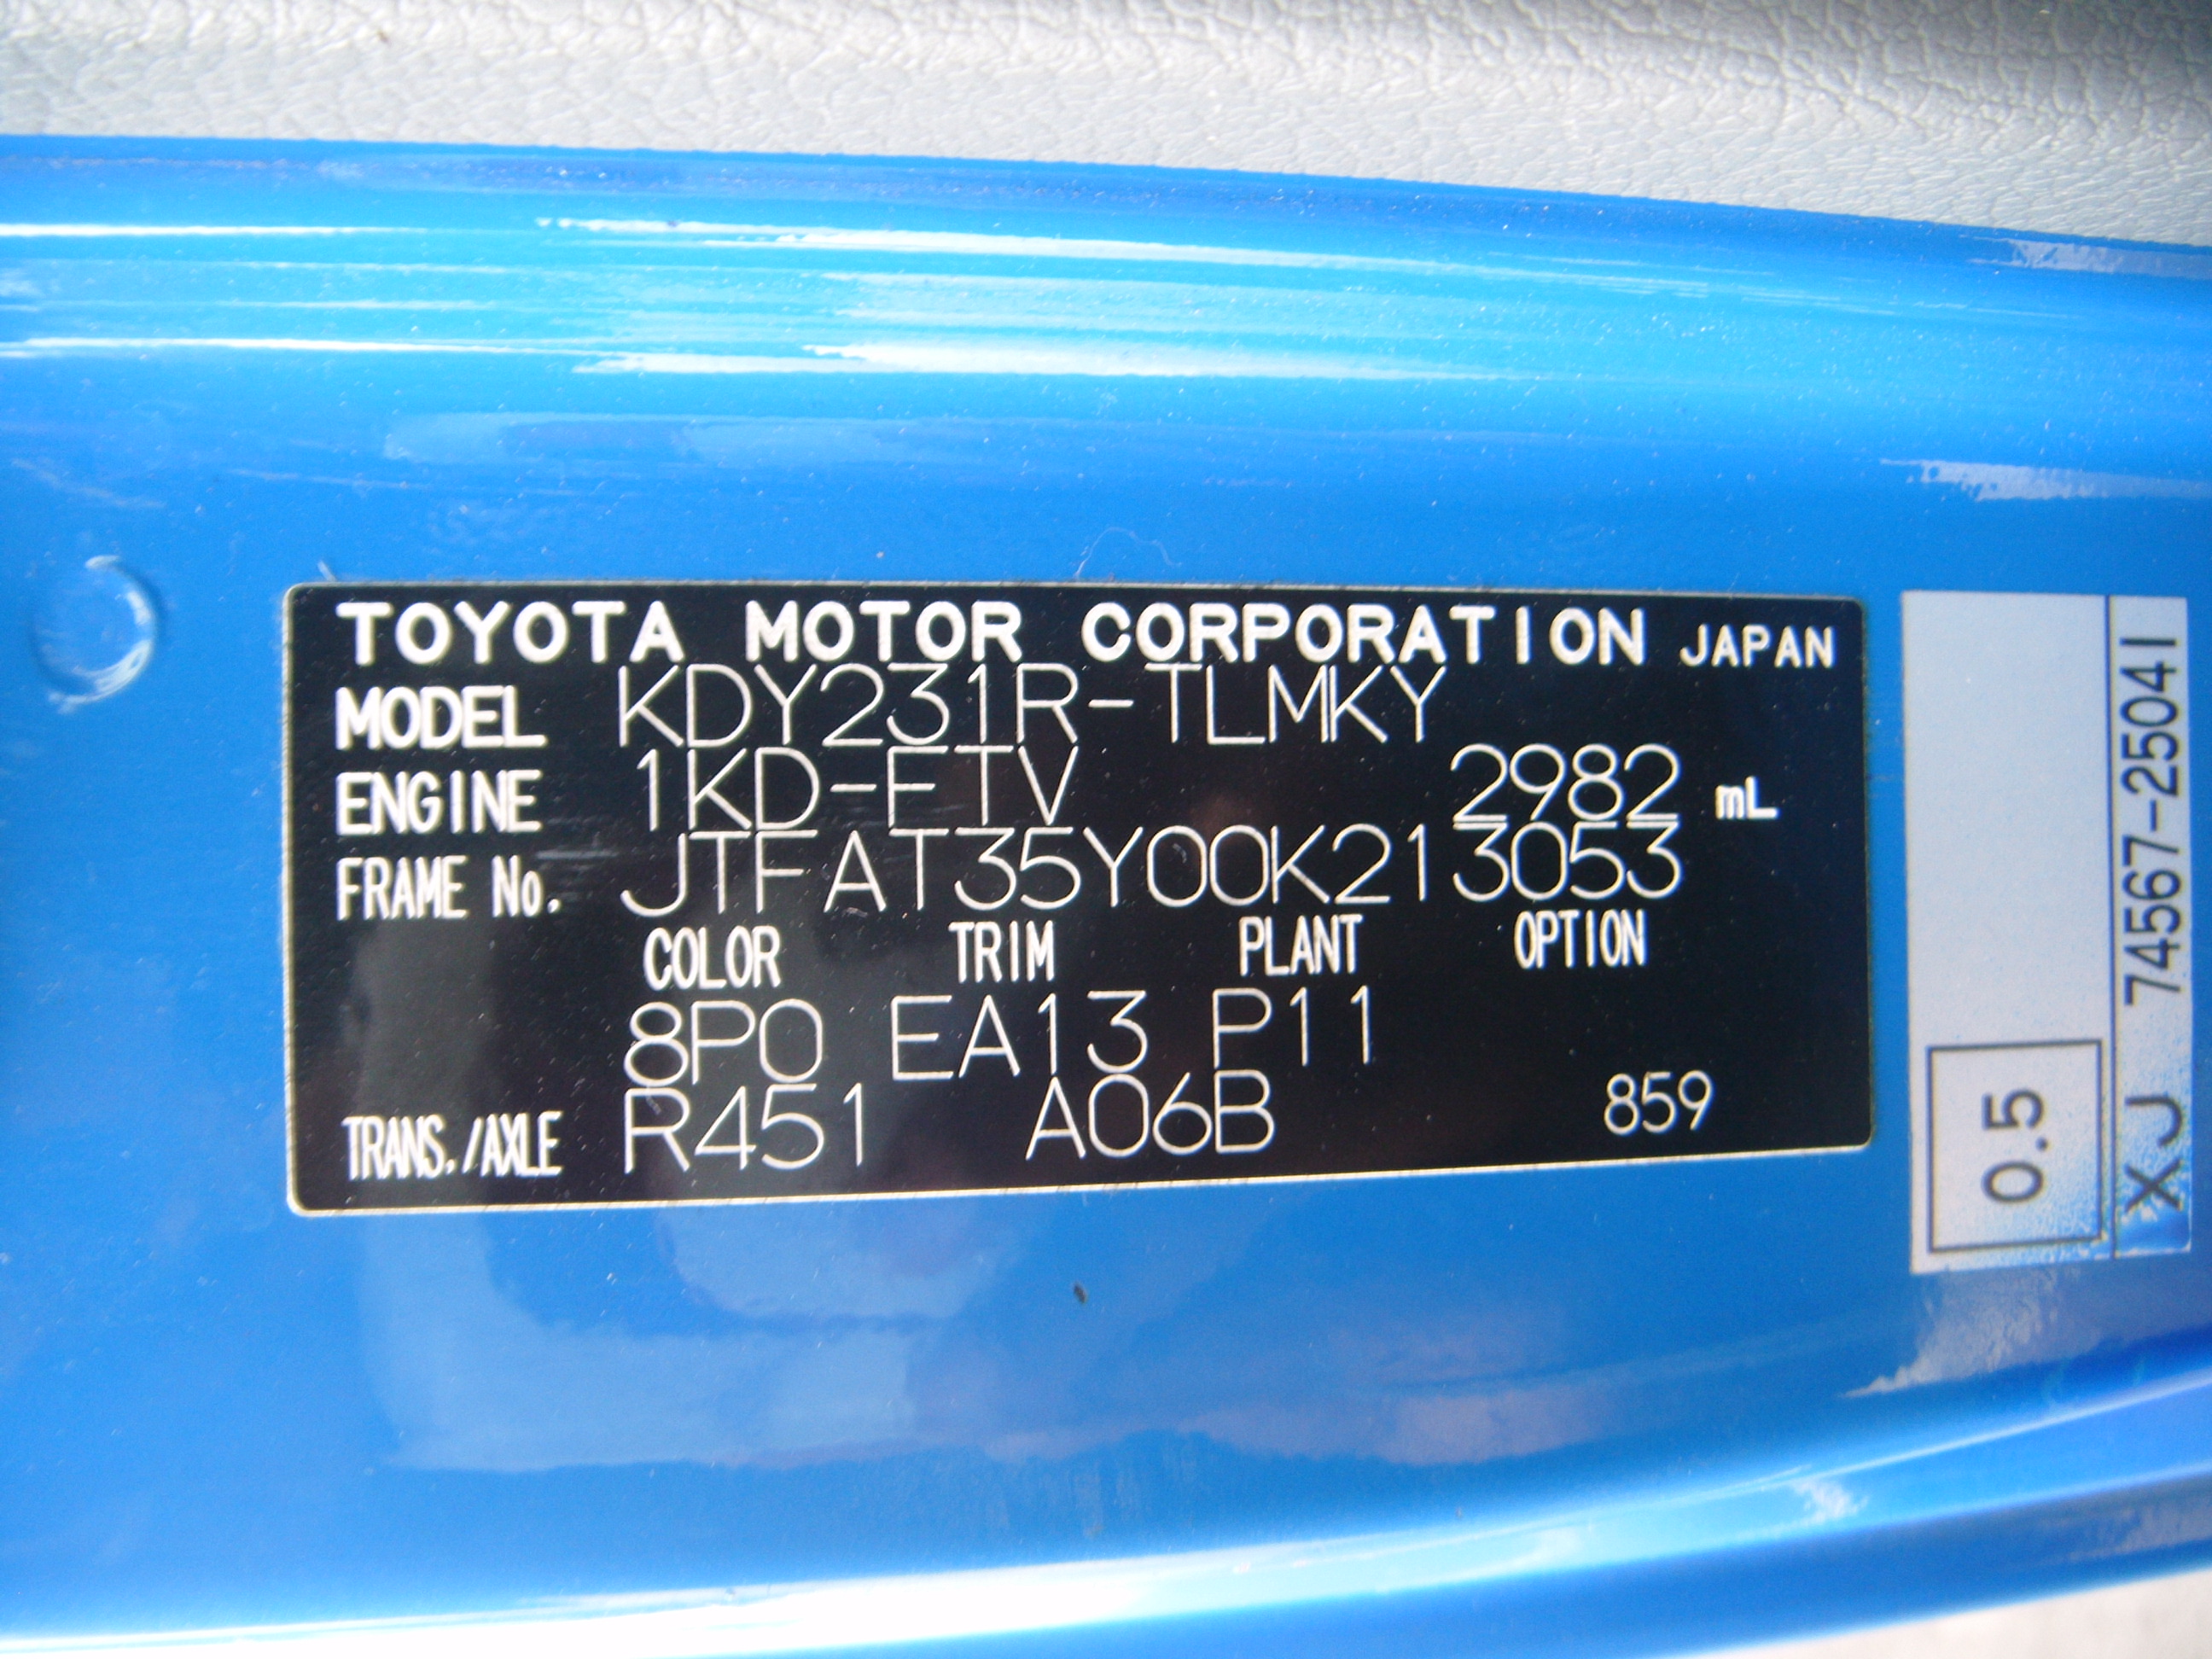 TOYOTA MOTOR CORPORATION JAPAN
MODEL KDY231R-TLMKY
ENGINE 1KD-FTV 2982 mL
FRAME No. JTFAT35Y00K213053
COLOR TRIM PLANT OPTION
8P0 EA13 P11
TRANS./AXLE R451 A06B 859
0.5
XJ 74567-25041